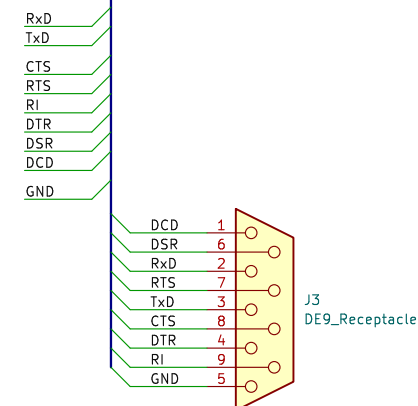 RxD
TxD
CTS
RTS
RI
DTR
DSR
DCD
GND
DCD 1
DSR 6
RxD 2
RTS 7
TxD 3
CTS 8
DTR 4
RI 9
GND 5
J3
DE9_Receptacle